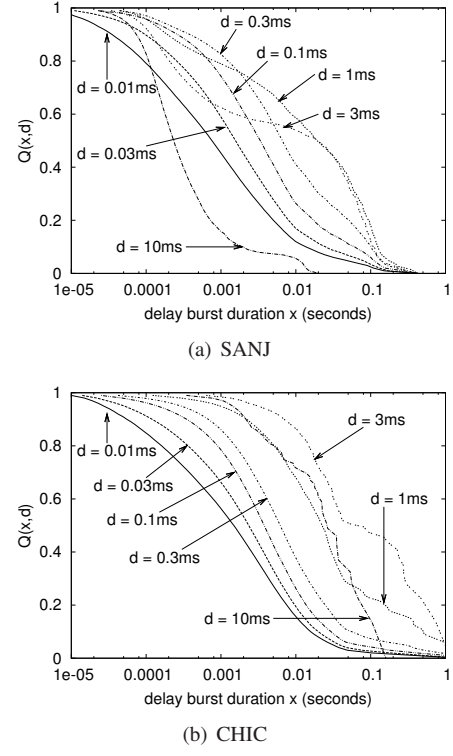 1
0.8
0.6
0.4
0.2
0
Q(x,d)
d = 0.3ms
d = 0.1ms
d = 0.01ms
d = 1ms
d = 3ms
d = 0.03ms
d = 10ms
1e-05 0.0001 0.001 0.01 0.1 1
delay burst duration x (seconds)
(a) SANJ
1
0.8
0.6
0.4
0.2
0
Q(x,d)
d = 0.01ms
d = 3ms
d = 0.03ms
d = 0.1ms
d = 1ms
d = 0.3ms
d = 10ms
1e-05 0.0001 0.001 0.01 0.1 1
delay burst duration x (seconds)
(b) CHIC